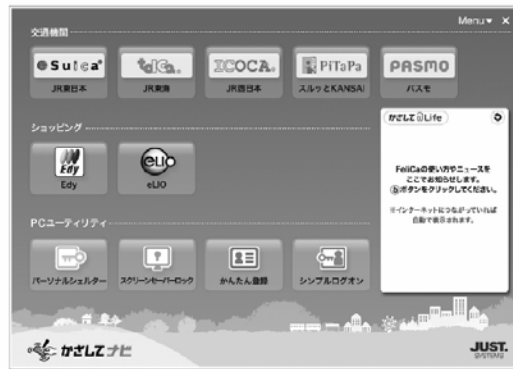 Menu▼ ×
交通機関
Suica
TOICA
ICOCA
PiTaPa
PASMO
JR東日本
JR東海
JR西日本
スルッとKANSAI
パスモ
かざしてLife
FeliCaの使い方やニュースを
ここでお知らせします。
ボタンをクリックしてください。
※インターネットにつながっていれば
自動で表示されます。
ショッピング
Edy
eLIO
Edy
eLIO
PCユーティリティ
パーソナルシェルター
スクリーンセーバーロック
かんたん登録
シンプルログオン
かざしてナビ
JUST.
SYSTEMS